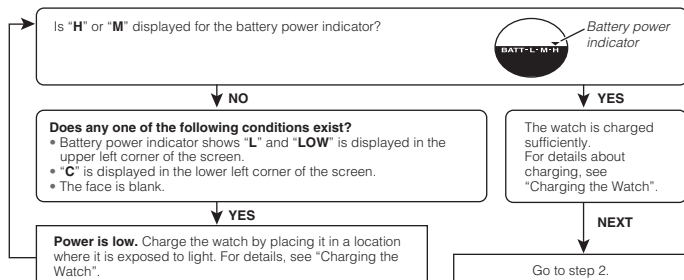 Is “H” or “M” displayed for the battery power indicator?
Battery power
indicator
BATT-L-M-H
NO
YES
Does any one of the following conditions exist?
• Battery power indicator shows “L” and “LOW” is displayed in the
upper left corner of the screen.
• “C” is displayed in the lower left corner of the screen.
• The face is blank.
The watch is charged
sufficiently.
For details about
charging, see
“Charging the Watch”.
YES
NEXT
Power is low. Charge the watch by placing it in a location
where it is exposed to light. For details, see “Charging the
Watch”.
Go to step 2.